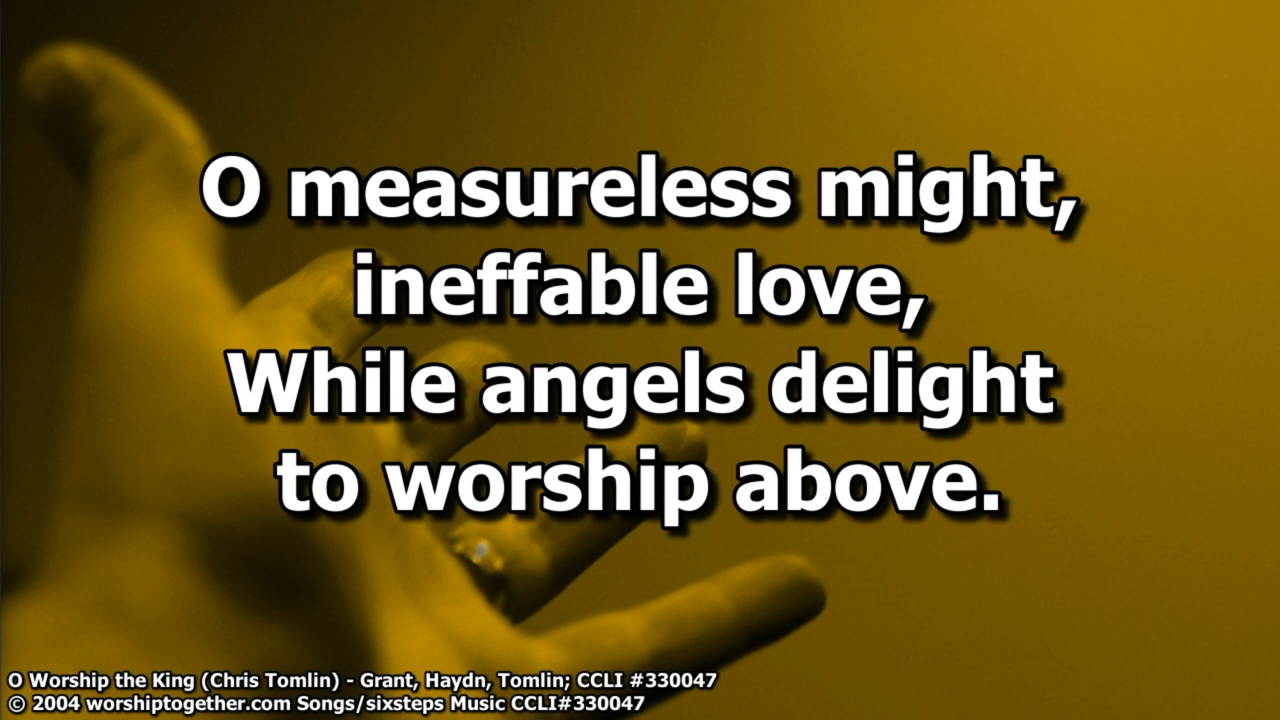 O measureless might,
ineffable love,
While angels delight
to worship above.
O Worship the King (Chris Tomlin) - Grant, Haydn, Tomlin; CCLI #330047
© 2004 worshiptogether.com Songs/sixsteps Music CCLI#330047